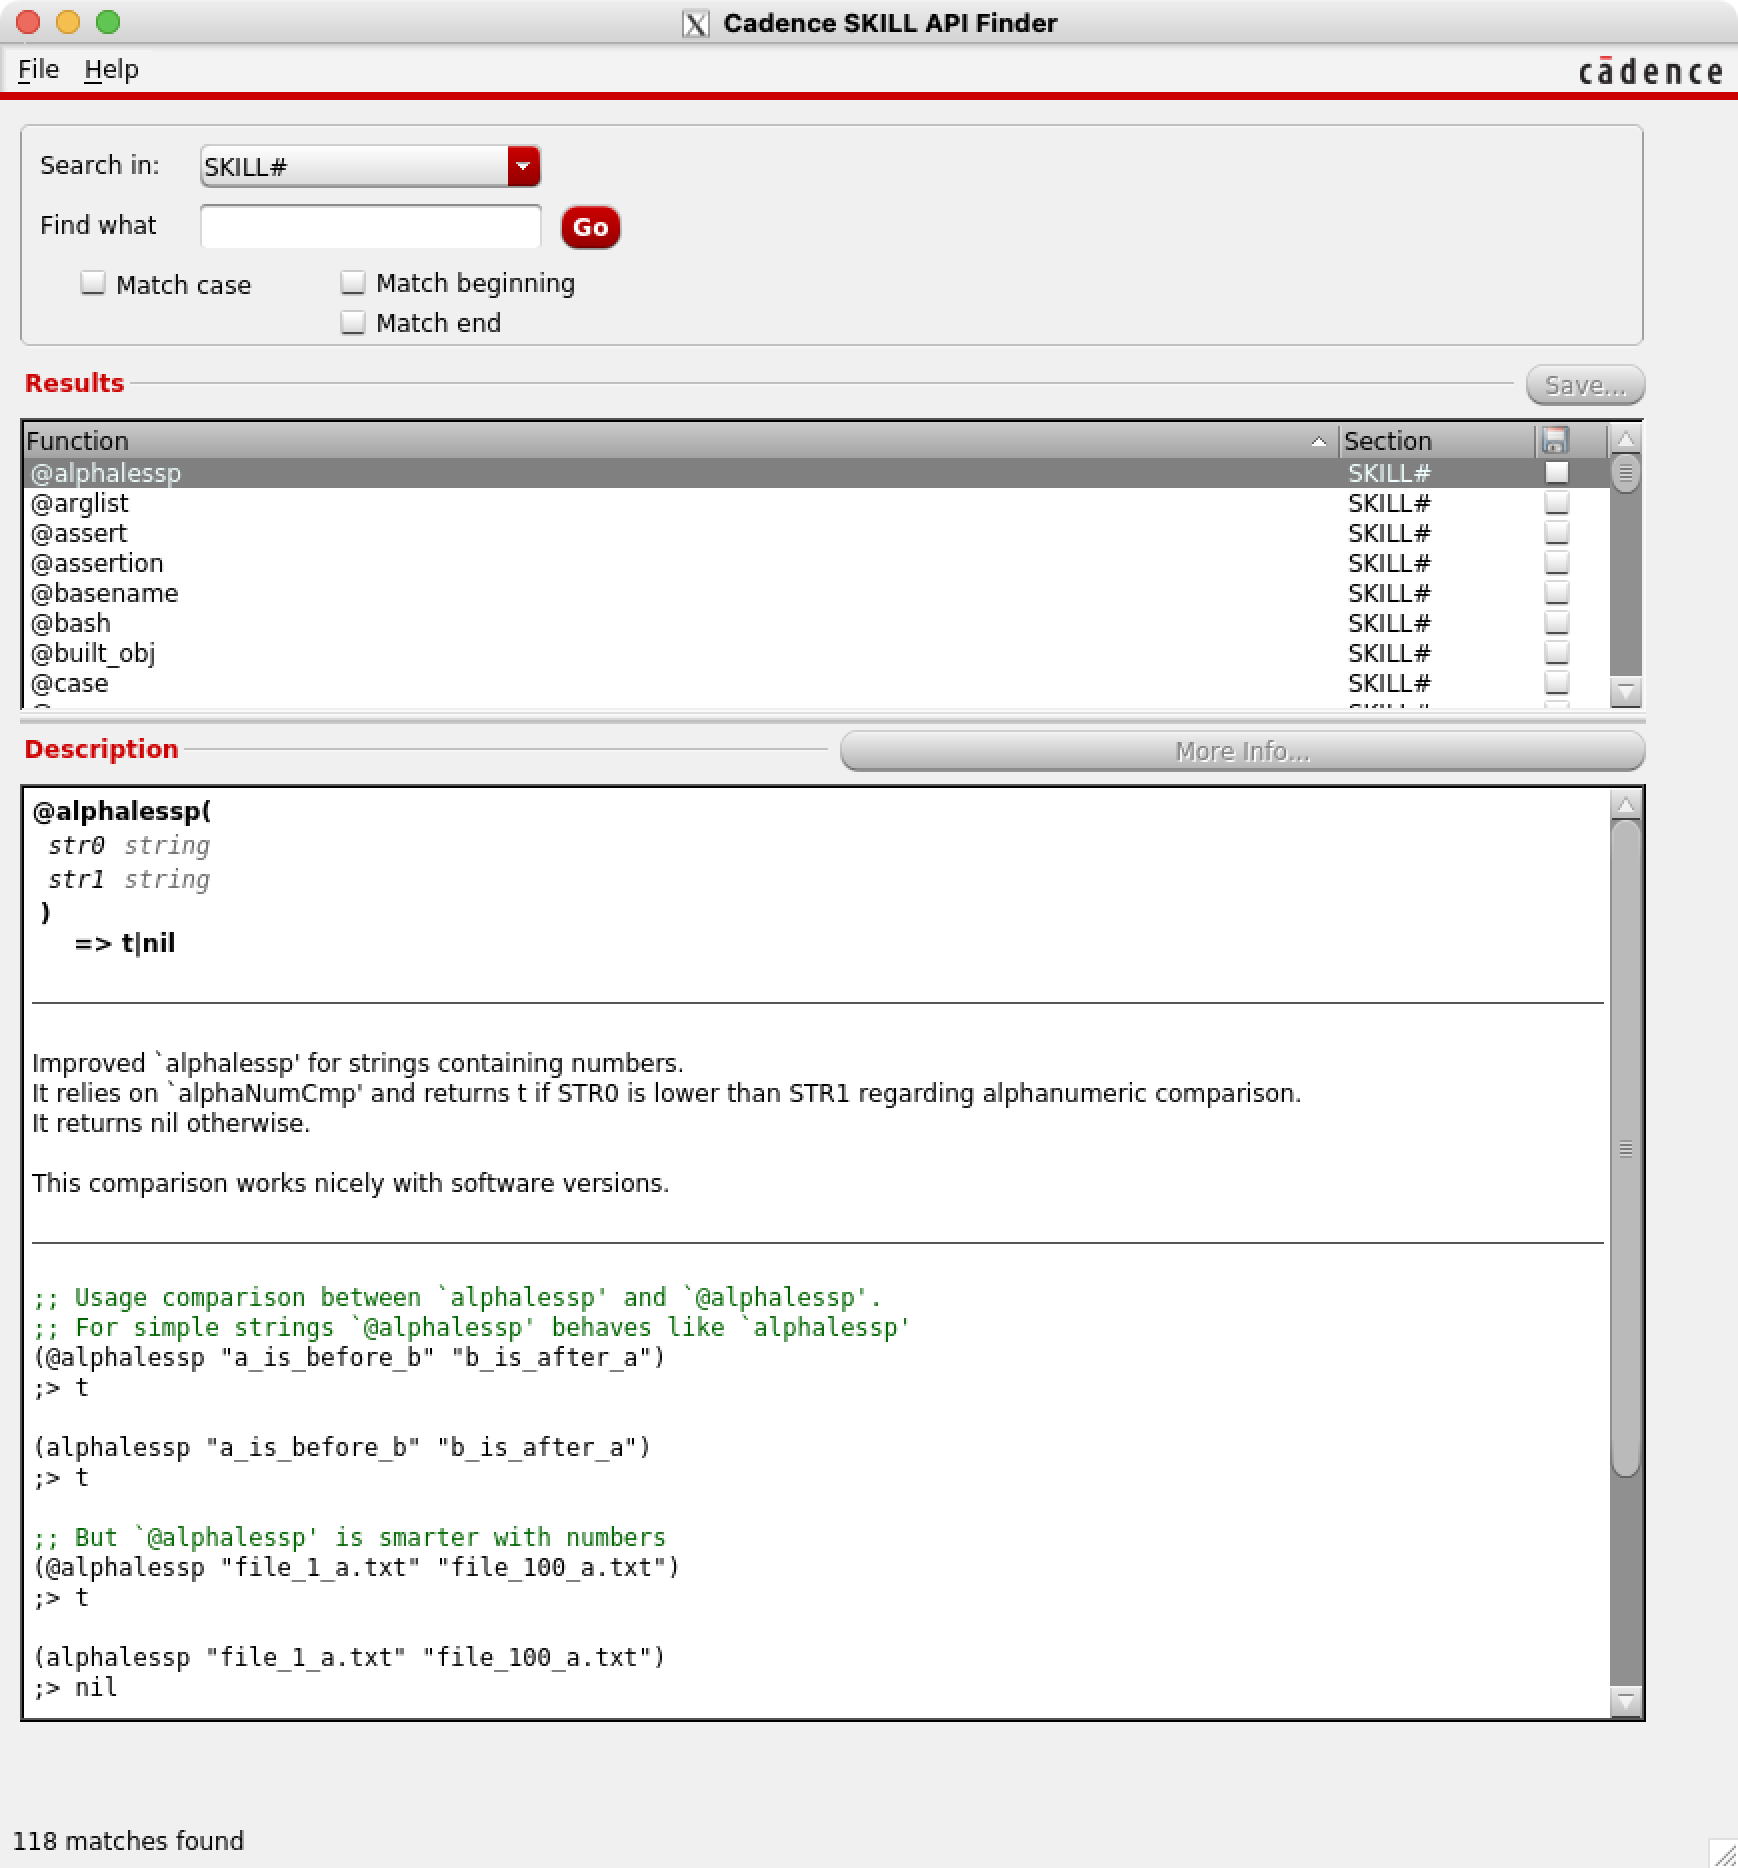 Cadence SKILL API Finder
File Help
cādence
Search in: SKILL#
Find what Go
Match case Match beginning
Match end
Results Save...
Function Section
@alphalessp SKILL#
@arglist SKILL#
@assert SKILL#
@assertion SKILL#
@basename SKILL#
@bash SKILL#
@built_obj SKILL#
@case SKILL#
Description More Info...
@alphalessp(
str0 string
str1 string
)
=> t|nil
Improved `alphalessp' for strings containing numbers.
It relies on `alphaNumCmp' and returns t if STR0 is lower than STR1 regarding alphanumeric comparison.
It returns nil otherwise.
This comparison works nicely with software versions.
;; Usage comparison between `alphalessp' and `@alphalessp'.
;; For simple strings `@alphalessp' behaves like `alphalessp'
(@alphalessp "a_is_before_b" "b_is_after_a")
;> t
(alphalessp "a_is_before_b" "b_is_after_a")
;> t
;; But `@alphalessp' is smarter with numbers
(@alphalessp "file_1_a.txt" "file_100_a.txt")
;> t
(alphalessp "file_1_a.txt" "file_100_a.txt")
;> nil
118 matches found